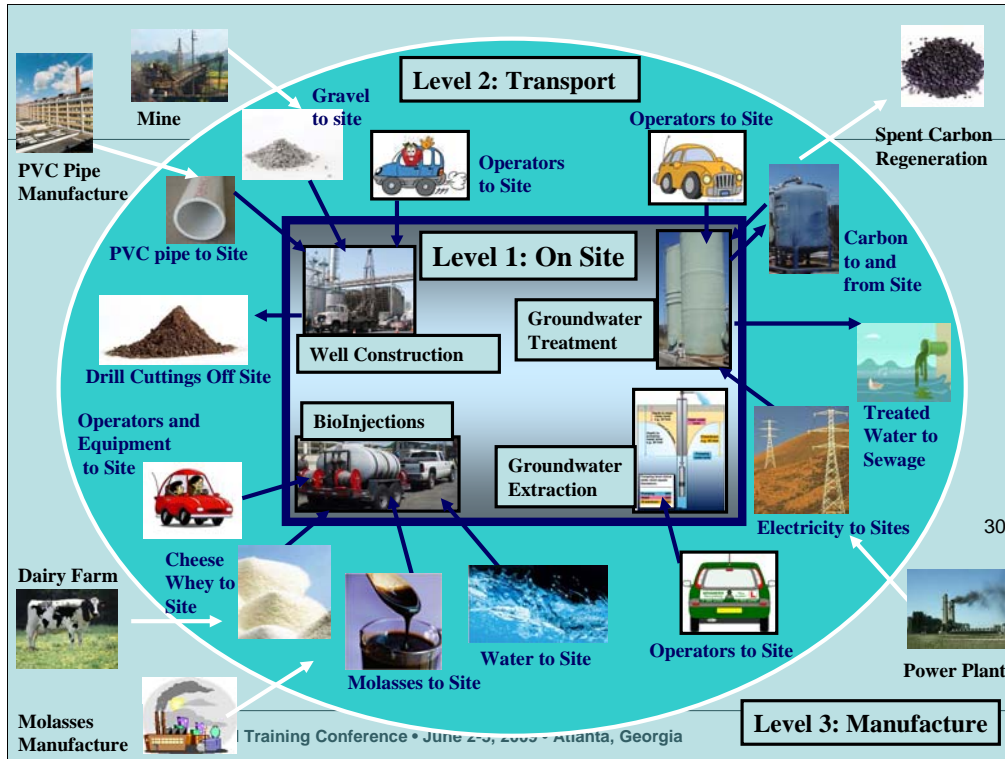 Level 2: Transport
Mine
Gravel
to site
Operators
to Site
Operators to Site
Spent Carbon
Regeneration
PVC Pipe
Manufacture
PVC pipe to Site
Level 1: On Site
Carbon
to and
from Site
Groundwater
Treatment
Well Construction
Drill Cuttings Off Site
Treated
Water to
Sewage
Operators and
Equipment
to Site
BioInjections
Groundwater
Extraction
Electricity to Sites
30
Dairy Farm
Cheese
Whey to
Site
Molasses to Site
Water to Site
Operators to Site
Power Plant
Molasses
Manufacture
Level 3: Manufacture
Training Conference • June 2-5, 2009 • Atlanta, Georgia